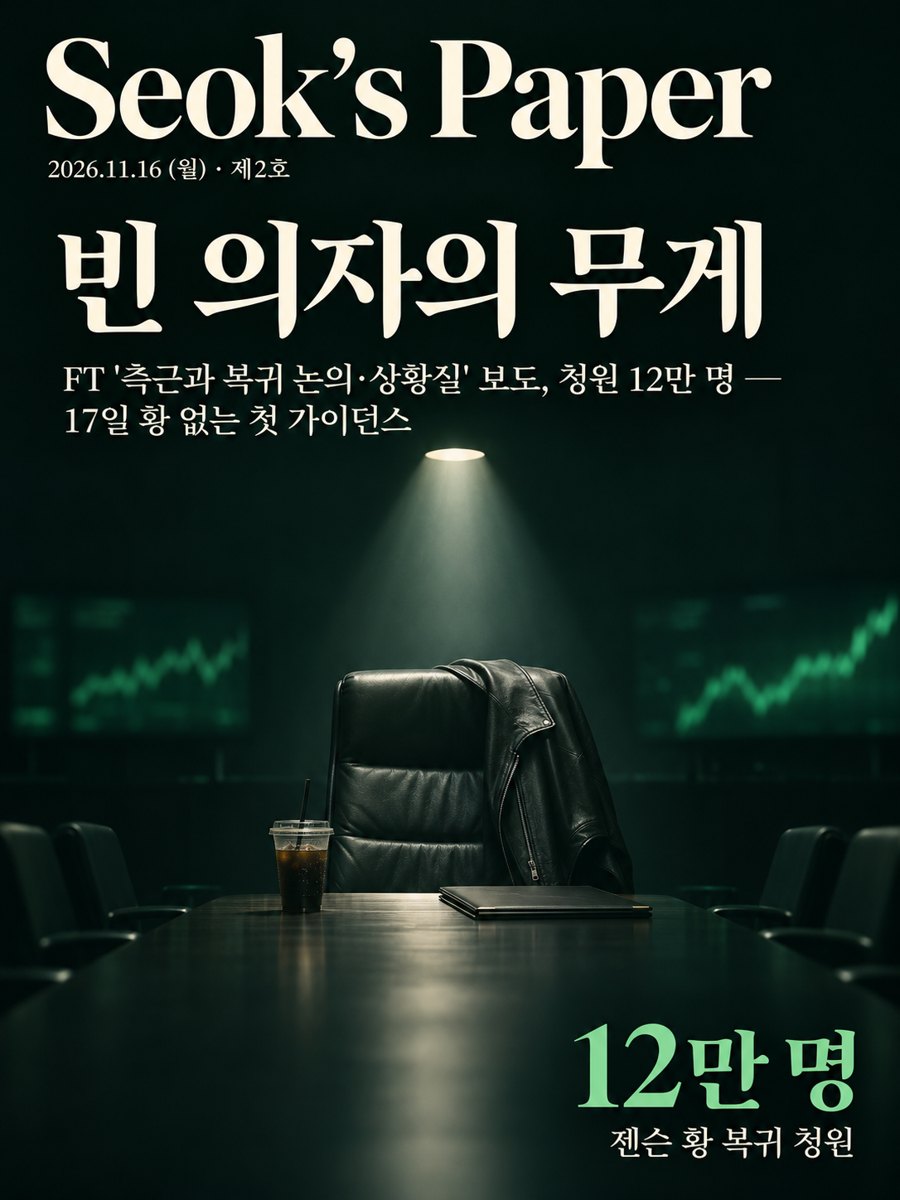 Seok's Paper
2026.11.16 (월) · 제2호
빈 의자의 무게
FT '측근과 복귀 논의·상황질' 보도, 청원 12만 명 —
17일 황 없는 첫 가이던스
12만 명
젠슨 황 복귀 청원